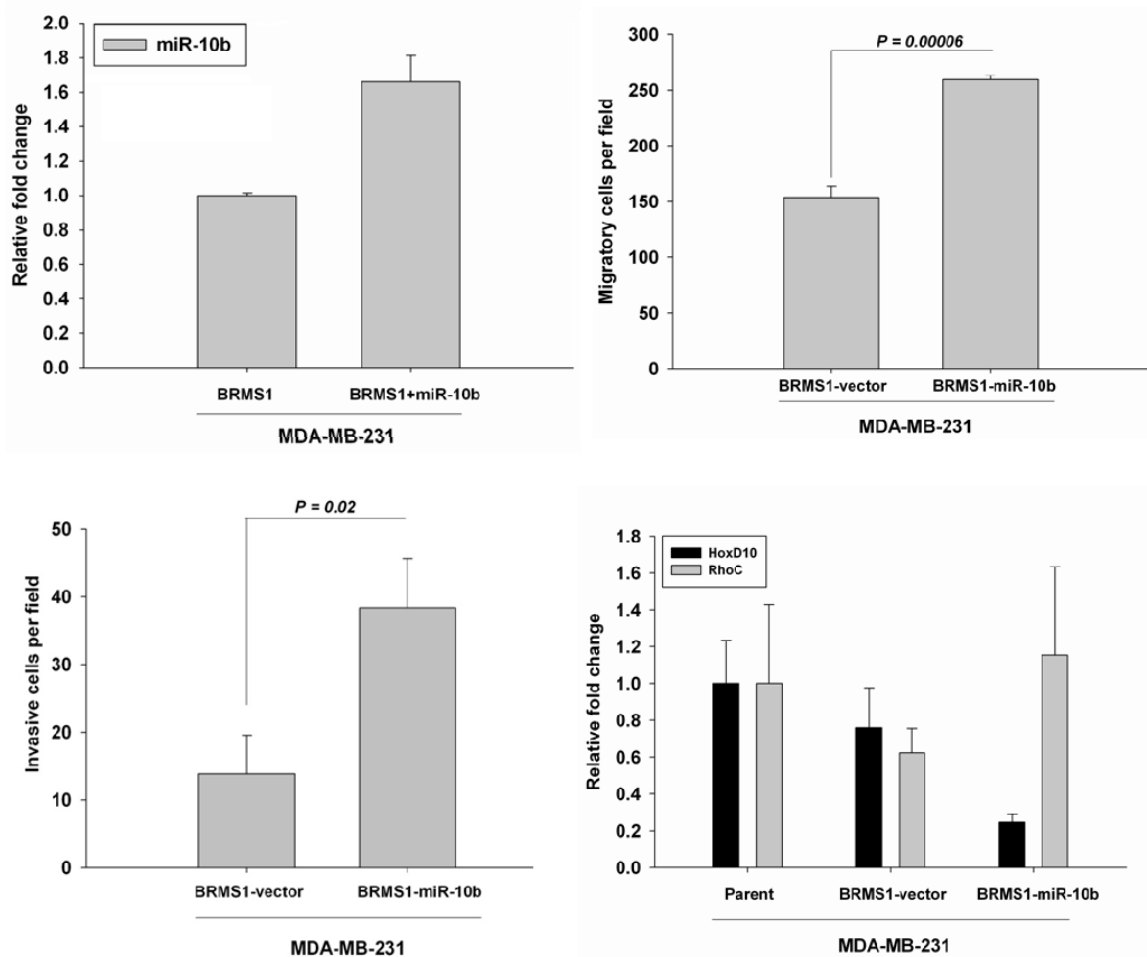 2.0
1.8
1.6
1.4
1.2
1.0
0.8
0.6
0.4
0.2
0.0
Relative fold change
miR-10b
BRMS1 BRMS1+miR-10b
MDA-MB-231
300
250
200
150
100
50
0
Migratory cells per field
P = 0.00006
BRMS1-vector BRMS1-miR-10b
MDA-MB-231
50
40
30
20
10
0
Invasive cells per field
P = 0.02
BRMS1-vector BRMS1-miR-10b
MDA-MB-231
1.8
1.6
1.4
1.2
1.0
0.8
0.6
0.4
0.2
0.0
Relative fold change
HoxD10
RhoC
Parent BRMS1-vector BRMS1-miR-10b
MDA-MB-231